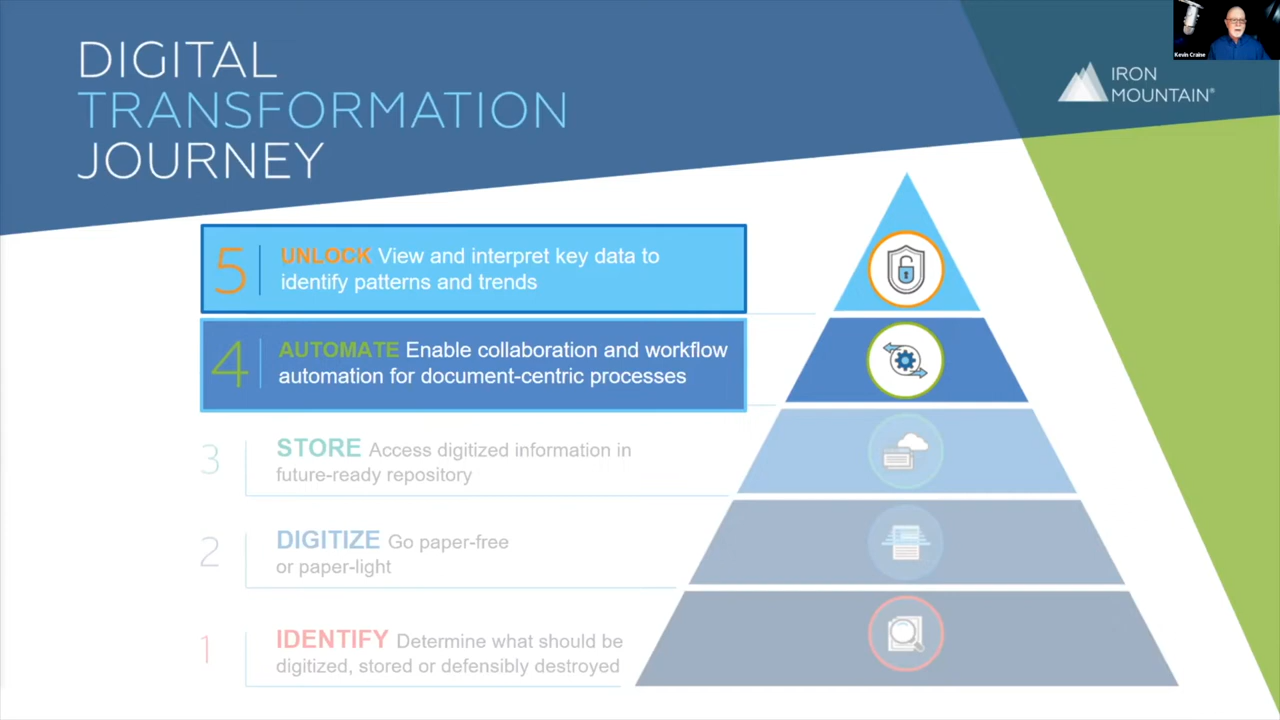 DIGITAL
TRANSFORMATION
JOURNEY
Kevin Craine
IRON
MOUNTAIN®
5
UNLOCK View and interpret key data to
identify patterns and trends
4
AUTOMATE Enable collaboration and workflow
automation for document-centric processes
3
STORE Access digitized information in
future-ready repository
2
DIGITIZE Go paper-free
or paper-light
1
IDENTIFY Determine what should be
digitized, stored or defensibly destroyed